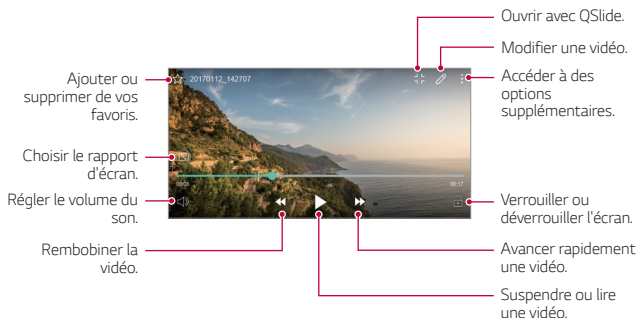 Ouvrir avec QSlide.
Modifier une vidéo.
Accéder à des
options
supplémentaires.
Ajouter ou
supprimer de vos
favoris.
20170112_142707
Choisir le rapport
d'écran.
00:08
00:17
Régler le volume du
son.
Verrouiller ou
déverrouiller l'écran.
Rembobiner la
vidéo.
Avancer rapidement
une vidéo.
Suspendre ou lire
une vidéo.